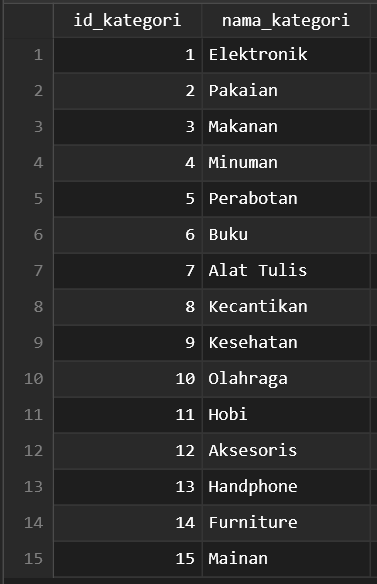 id_kategori nama_kategori
1 1 Elektronik
2 2 Pakaian
3 3 Makanan
4 4 Minuman
5 5 Perabotan
6 6 Buku
7 7 Alat Tulis
8 8 Kecantikan
9 9 Kesehatan
10 10 Olahraga
11 11 Hobi
12 12 Aksesoris
13 13 Handphone
14 14 Furniture
15 15 Mainan